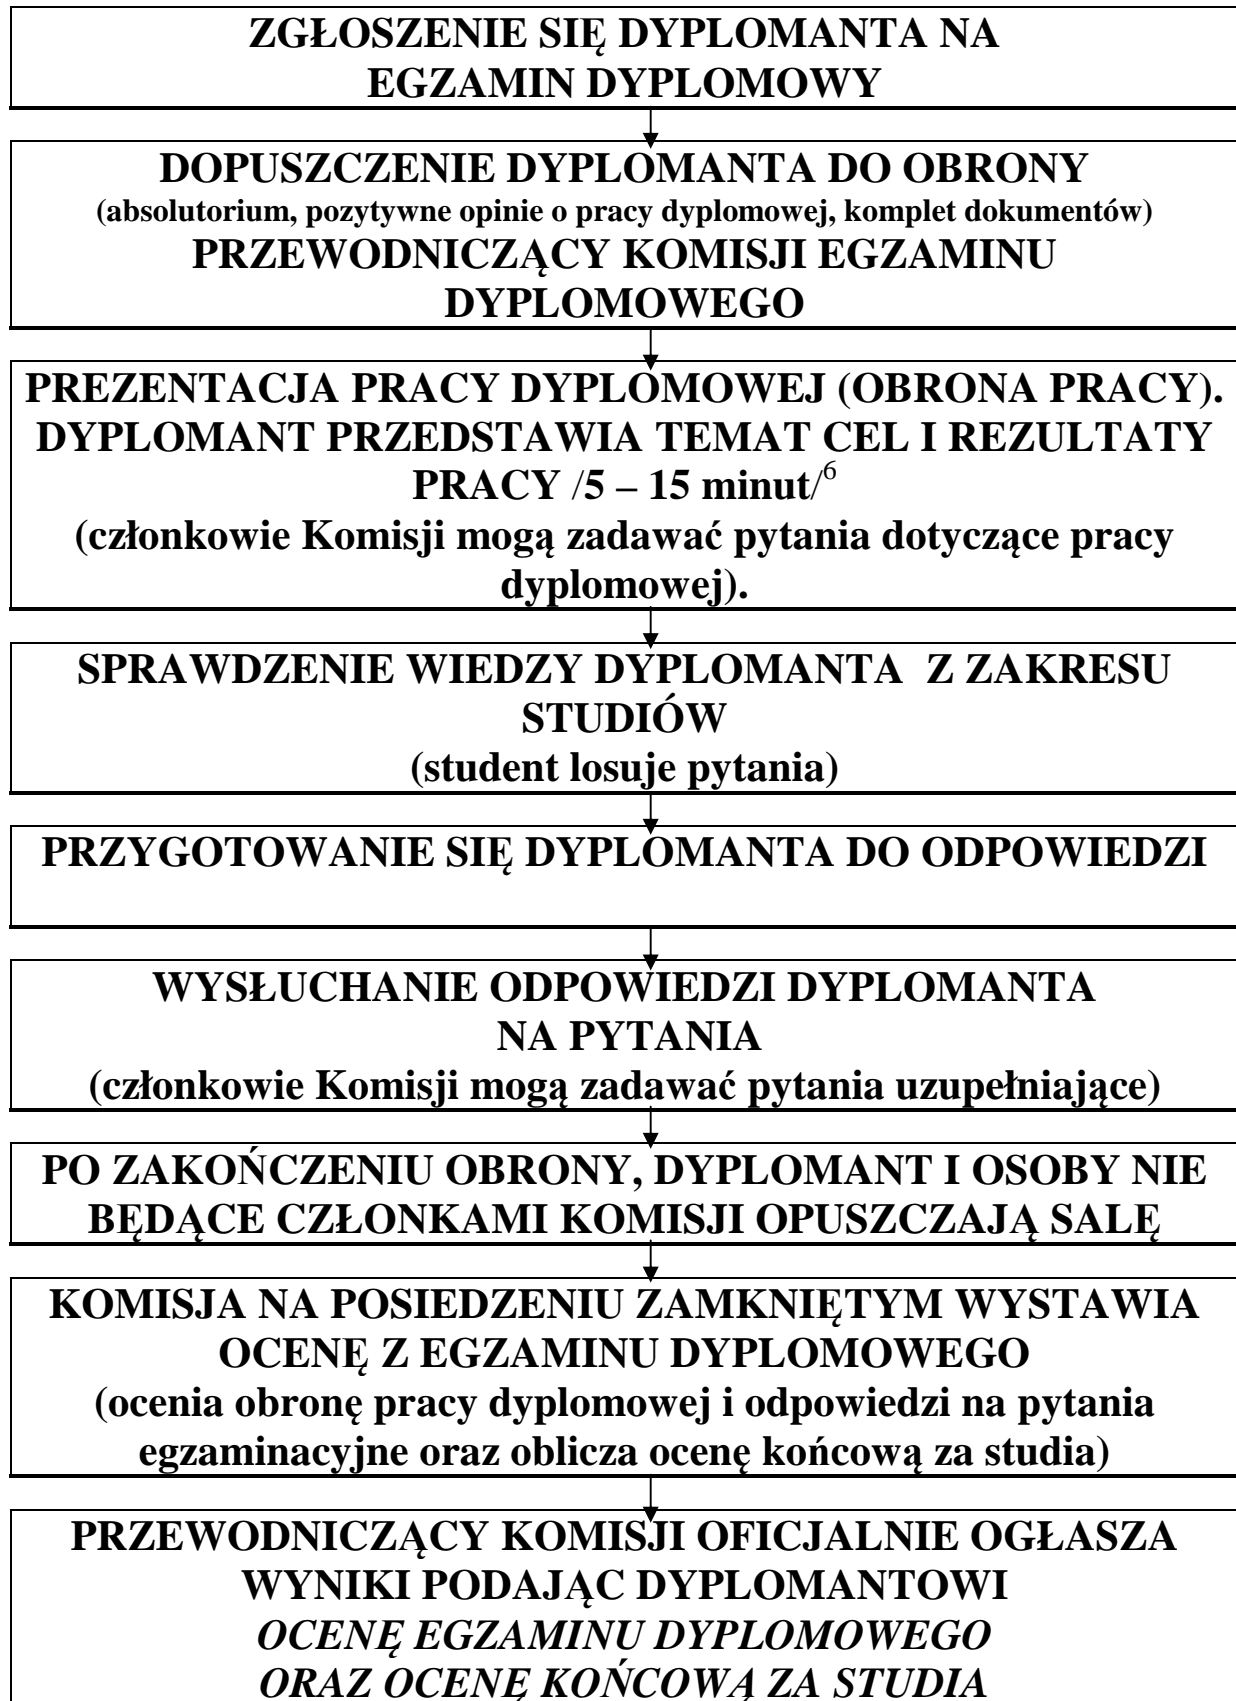 ZGŁOSZENIE SIĘ DYPLOMANTA NA
EGZAMIN DYPLOMOWY
DOPUSZCZENIE DYPLOMANTA DO OBRONY
(absolutorium, pozytywne opinie o pracy dyplomowej, komplet dokumentów)
PRZEWODNICZĄCY KOMISJI EGZAMINU
DYPLOMOWEGO
PREZENTACJA PRACY DYPLOMOWEJ (OBRONA PRACY).
DYPLOMANT PRZEDSTAWIA TEMAT CEL I REZULTATY
PRACY /5 – 15 minut/⁶
(członkowie Komisji mogą zadawać pytania dotyczące pracy
dyplomowej).
SPRAWDZENIE WIEDZY DYPLOMANTA Z ZAKRESU
STUDIÓW
(student losuje pytania)
PRZYGOTOWANIE SIĘ DYPLOMANTA DO ODPOWIEDZI
WYSŁUCHANIE ODPOWIEDZI DYPLOMANTA
NA PYTANIA
(członkowie Komisji mogą zadawać pytania uzupełniające)
PO ZAKOŃCZENIU OBRONY, DYPLOMANT I OSOBY NIE
BĘDĄCE CZŁONKAMI KOMISJI OPUSZCZAJĄ SALĘ
KOMISJA NA POSIEDZENIU ZAMKNIĘTYM WYSTAWIA
OCENĘ Z EGZAMINU DYPLOMOWEGO
(ocenia obronę pracy dyplomowej i odpowiedzi na pytania
egzaminacyjne oraz oblicza ocenę końcową za studia)
PRZEWODNICZĄCY KOMISJI OFICJALNIE OGŁASZA
WYNIKI PODAJĄC DYPLOMANTOWI
OCENĘ EGZAMINU DYPLOMOWEGO
ORAZ OCENĘ KOŃCOWĄ ZA STUDIA